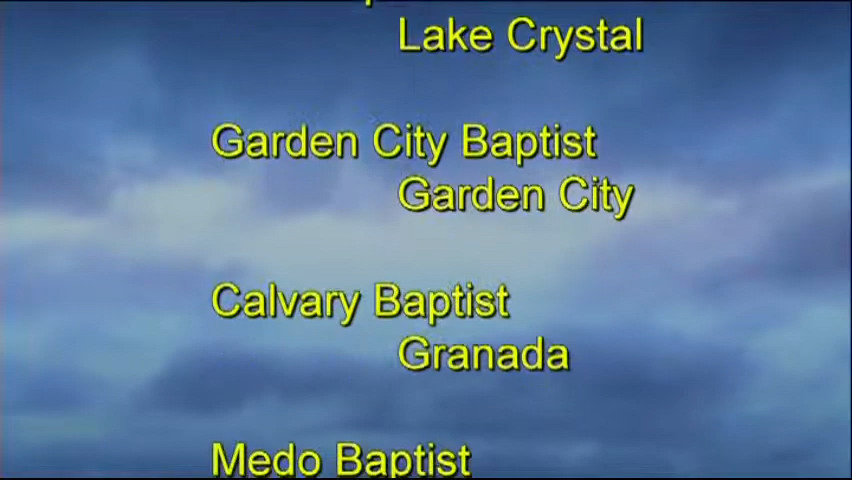 Lake Crystal
Garden City Baptist
Garden City
Calvary Baptist
Granada
Medo Baptist